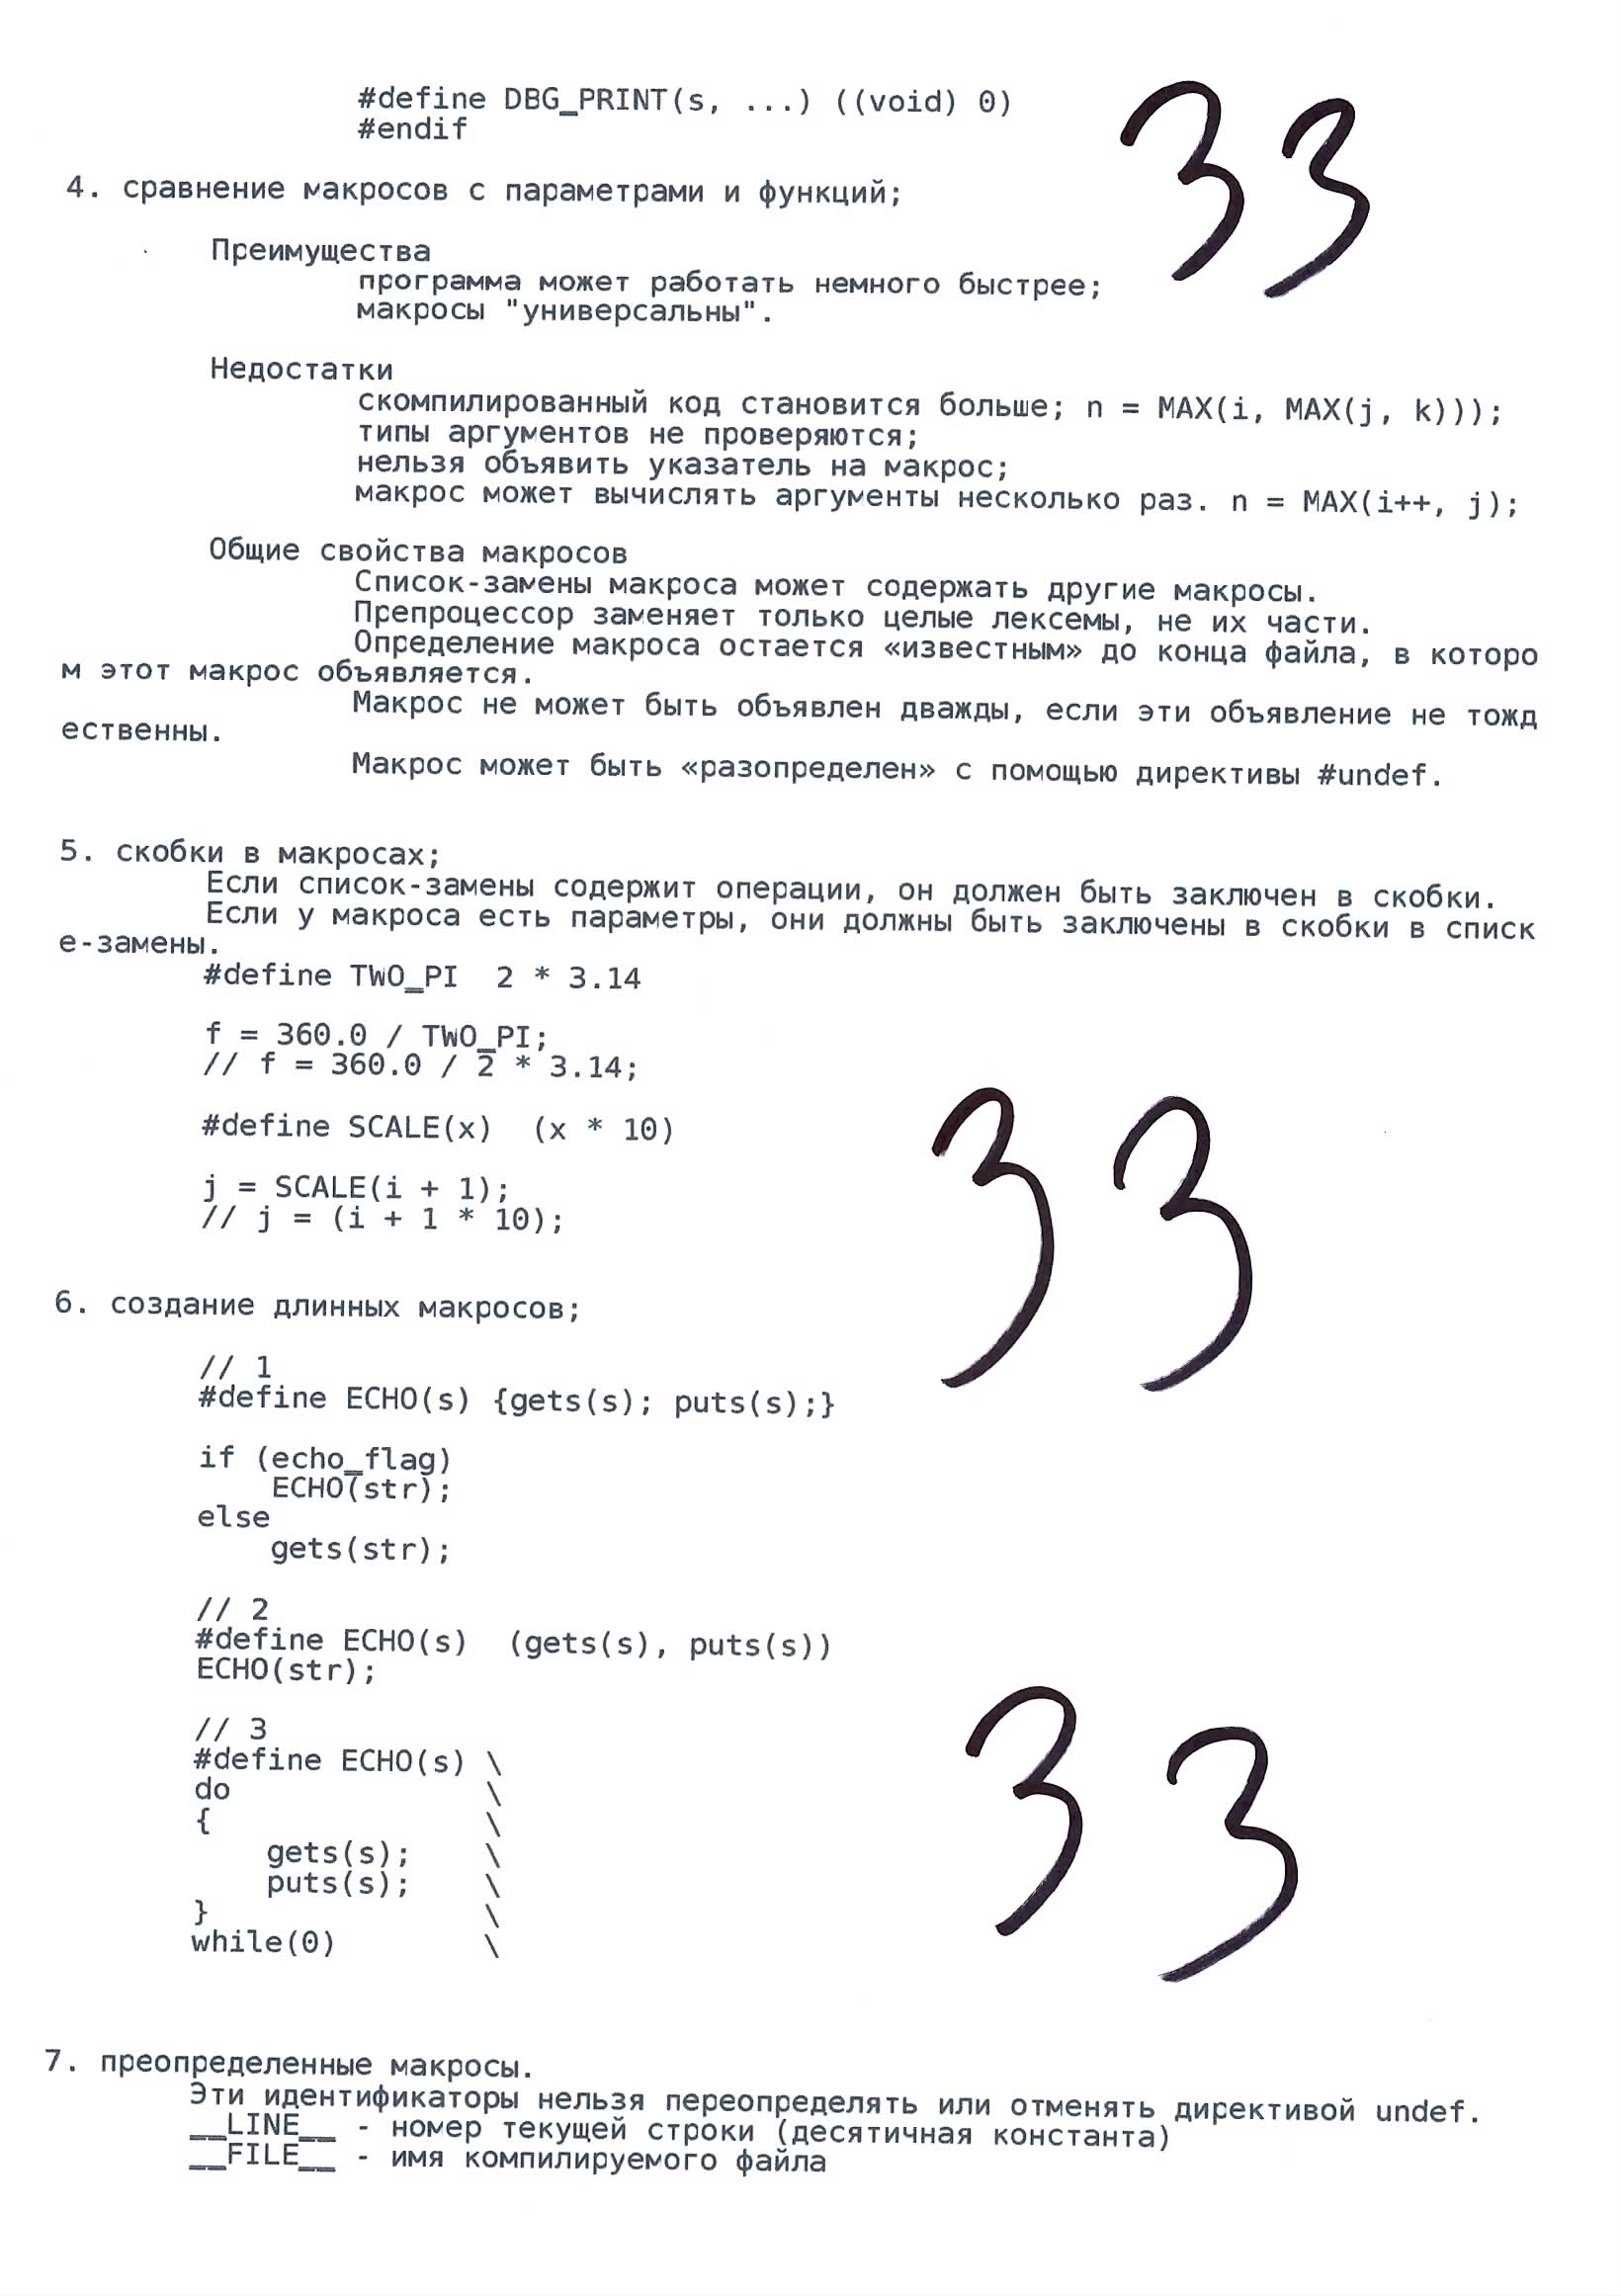 #define DBG_PRINT(s, ...) ((void) 0)
#endif
33
4. сравнение макросов с параметрами и функций;
Преимущества
программа может работать немного быстрее;
макросы "универсальны".
Недостатки
скомпилированный код становится больше; n = MAX(i, MAX(j, k)));
типы аргументов не проверяются;
нельзя объявить указатель на макрос;
макрос может вычислять аргументы несколько раз. n = MAX(i++, j);
Общие свойства макросов
Список-замены макроса может содержать другие макросы.
Препроцессор заменяет только целые лексемы, не их части.
Определение макроса остается «известным» до конца файла, в которо
м этот макрос объявляется.
Макрос не может быть объявлен дважды, если эти объявление не тожд
ественны.
Макрос может быть «разопределен» с помощью директивы #undef.
5. скобки в макросах;
Если список-замены содержит операции, он должен быть заключен в скобки.
Если у макроса есть параметры, они должны быть заключены в скобки в списк
е-замены.
#define TWO_PI  2 * 3.14
f = 360.0 / TWO_PI;
// f = 360.0 / 2 * 3.14;
#define SCALE(x)  (x * 10)
j = SCALE(i + 1);
// j = (i + 1 * 10);
33
6. создание длинных макросов;
// 1
#define ECHO(s) {gets(s); puts(s);}
if (echo_flag)
    ECHO(str);
else
    gets(str);
// 2
#define ECHO(s)  (gets(s), puts(s))
ECHO(str);
// 3
#define ECHO(s) \
do              \
{               \
    gets(s);    \
    puts(s);    \
}               \
while(0)        \
33
7. преопределенные макросы.
Эти идентификаторы нельзя переопределять или отменять директивой undef.
__LINE__ - номер текущей строки (десятичная константа)
__FILE__ - имя компилируемого файла